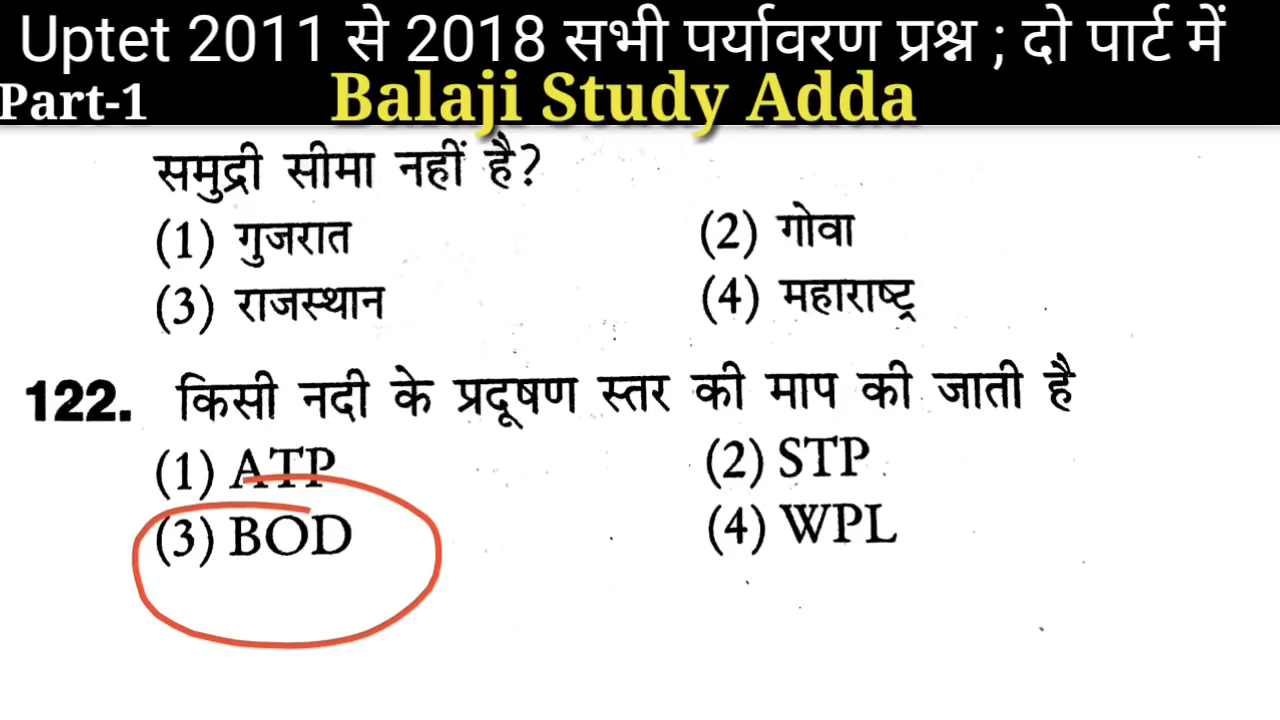 Uptet 2011 से 2018 सभी पर्यावरण प्रश्न ; दो पार्ट में
Part-1 Balaji Study Adda
समुद्री सीमा नहीं है?
(1) गुजरात (2) गोवा
(3) राजस्थान (4) महाराष्ट्र
122. किसी नदी के प्रदूषण स्तर की माप की जाती है
(1) ATP (2) STP
(3) BOD (4) WPL